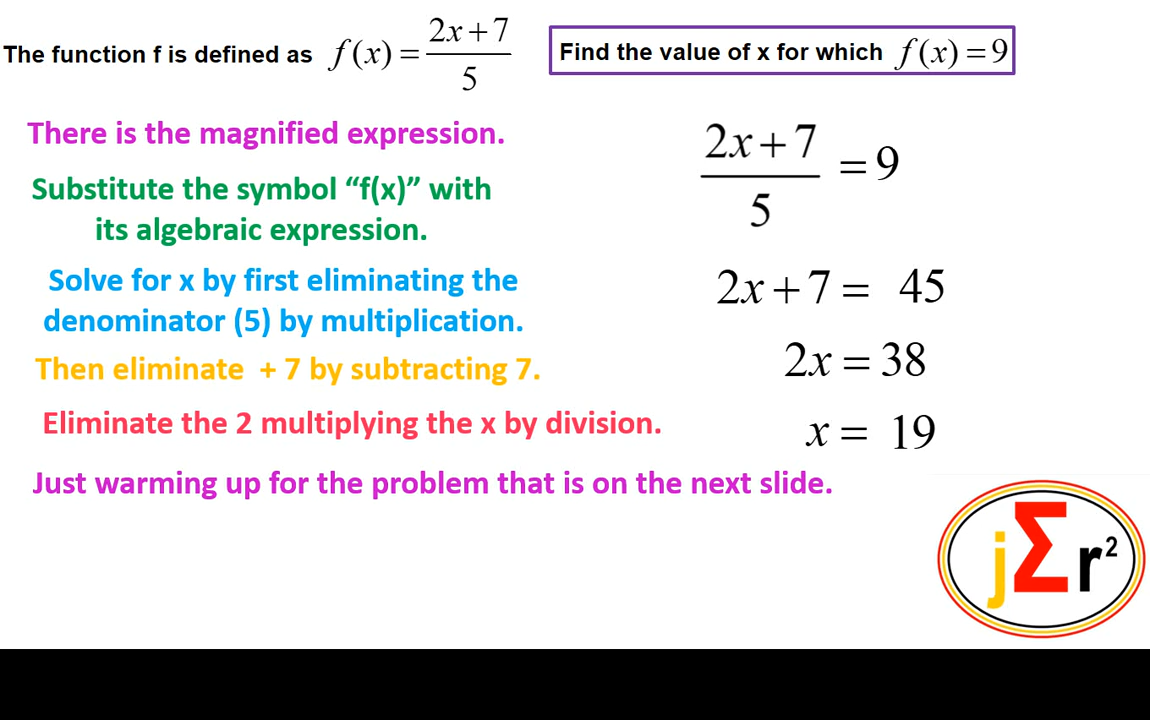 The function f is defined as f(x) = (2x+7)/5
Find the value of x for which f(x) = 9
There is the magnified expression.
(2x+7)/5 = 9
Substitute the symbol “f(x)” with
its algebraic expression.
Solve for x by first eliminating the
denominator (5) by multiplication.
2x+7 = 45
Then eliminate + 7 by subtracting 7.
2x = 38
Eliminate the 2 multiplying the x by division.
x = 19
Just warming up for the problem that is on the next slide.
jΣr²